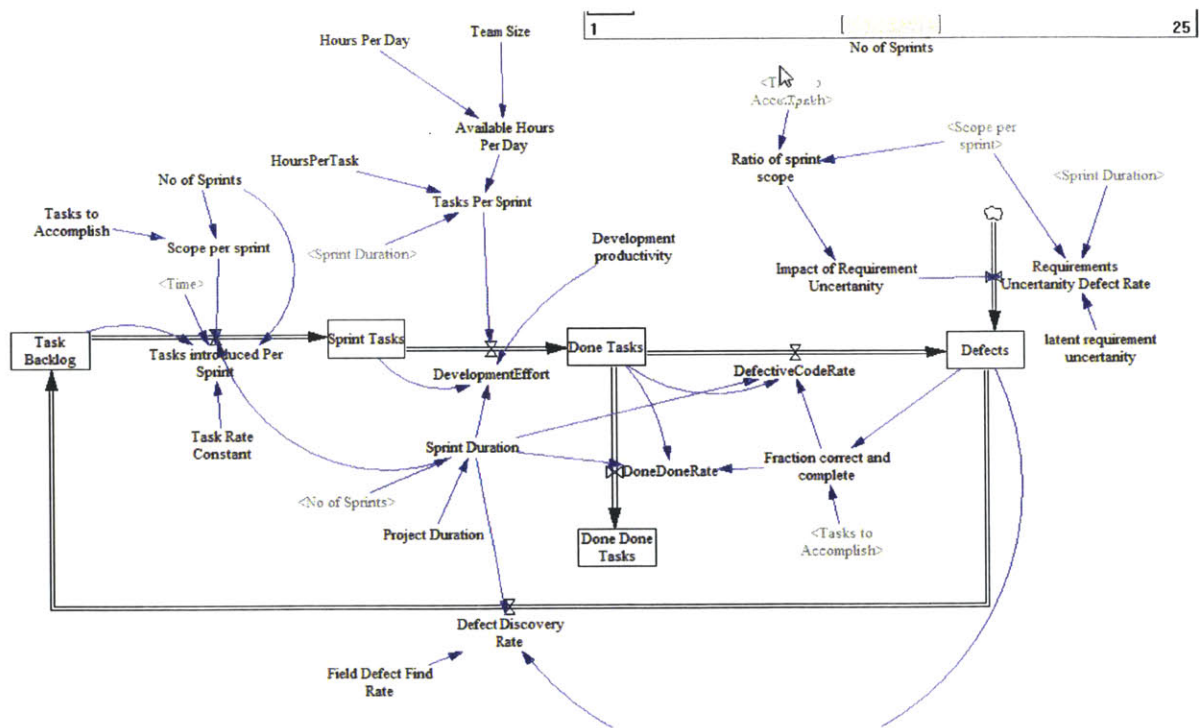 1
25
No of Sprints
Hours Per Day
Team Size
Available Hours
Per Day
HoursPerTask
No of Sprints
Tasks Per Sprint
Tasks to
Accomplish
Scope per sprint
<Sprint Duration>
<Time>
Development
productivity
Ratio of sprint
scope
<Scope per
sprint>
<Sprint Duration>
Impact of Requirement
Uncertanity
Requirements
Uncertanity Defect Rate
latent requirement
uncertainty
Task
Backlog
Tasks introduced Per
Sprint
Sprint Tasks
DevelopmentEffort
Done Tasks
DefectiveCodeRate
Defects
Task Rate
Constant
Sprint Duration
DoneDoneRate
Fraction correct and
complete
<No of Sprints>
Project Duration
Done Done
Tasks
<Tasks to
Accomplish>
Defect Discovery
Rate
Field Defect Find
Rate